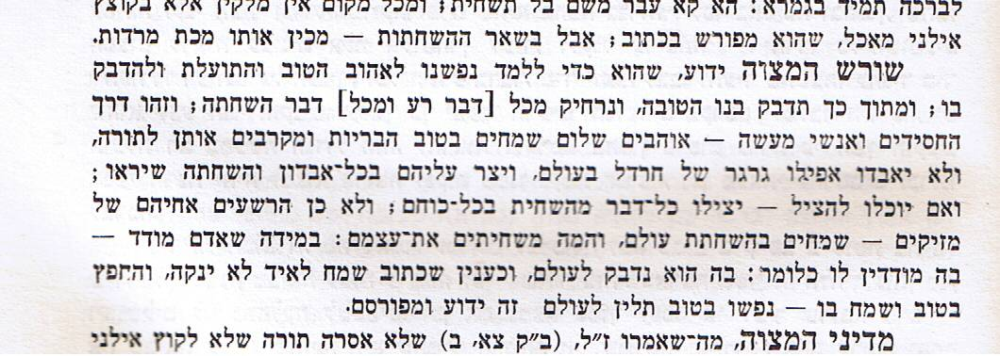 לברכה תמיד בגמרא: הא קא עבר משם בל תשחית; ומכל מקום אין מלקין אלא בקוצץ
אילני מאכל, שהוא מפורש בכתוב; אבל בשאר ההשחתות — מכין אותו מכת מרדות.
שורש המצוה ידוע, שהוא כדי ללמד נפשנו לאהוב הטוב והתועלת ולהדבק
בו; ומתוך כך תדבק בנו הטובה, ונרחיק מכל [דבר רע ומכל] דבר השחתה; וזהו דרך
החסידים ואנשי מעשה — אוהבים שלום שמחים בטוב הבריות ומקרבים אותן לתורה,
ולא יאבדו אפילו גרגר של חרדל בעולם, ויצר עליהם בכל־אבדון והשחתה שיראו;
ואם יוכלו להציל — יצילו כל־דבר מהשחית בכל־כוחם; ולא כן הרשעים אחיהם של
מזיקים — שמחים בהשחתת עולם, והמה משחיתים את־עצמם: במידה שאדם מודד —
בה מודדין לו כלומר: בה הוא נדבק לעולם, וכענין שכתוב שמח לאיד לא ינקה, והחפץ
בטוב ושמח בו — נפשו בטוב תלין לעולם זה ידוע ומפורסם.
מדיני המצוה, מה־שאמרו ז״ל, (ב״ק צא, ב) שלא אסרה תורה שלא לקוץ אילני